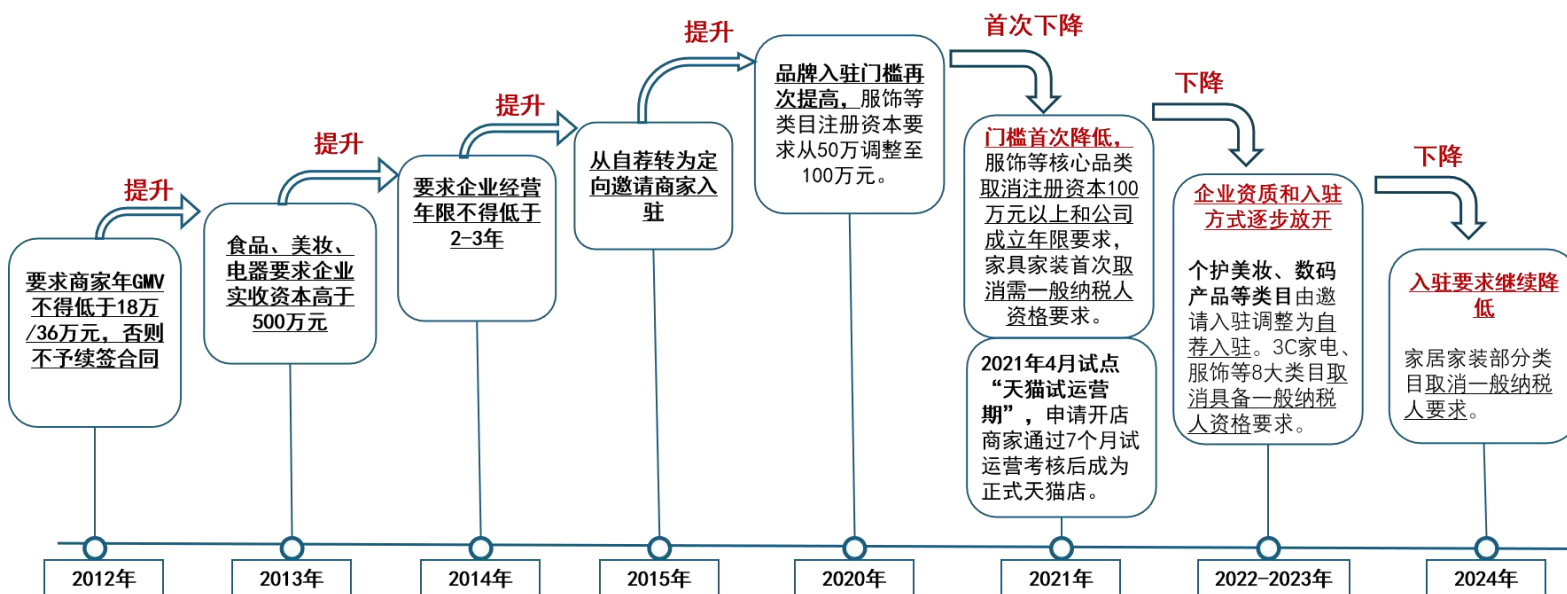 提升
要求商家年GMV
不得低于18万
/36万元，否则
不予续签合同
2012年
提升
食品、美妆、
电器要求企业
实收资本高于
500万元
2013年
提升
要求企业经营
年限不得低于
2-3年
2014年
提升
从自荐转为定
向邀请商家入
驻
2015年
首次下降
品牌入驻门槛再
次提高，服饰等
类目注册资本要
求从50万调整至
100万元。
2020年
下降
门槛首次降低，
服饰等核心品类
取消注册资本100
万元以上和公司
成立年限要求，
家具家装首次取
消需一般纳税人
资格要求。
2021年4月试点
“天猫试运营
期”，申请开店
商家通过7个月试
运营考核后成为
正式天猫店。
2021年
下降
企业资质和入驻
方式逐步放开
个护美妆、数码
产品等类目由邀
请入驻调整为自
荐入驻。3C家电、
服饰等8大类目取
消具备一般纳税
人资格要求。
2022-2023年
入驻要求继续降
低
家居家装部分类
目取消一般纳税
人要求。
2024年